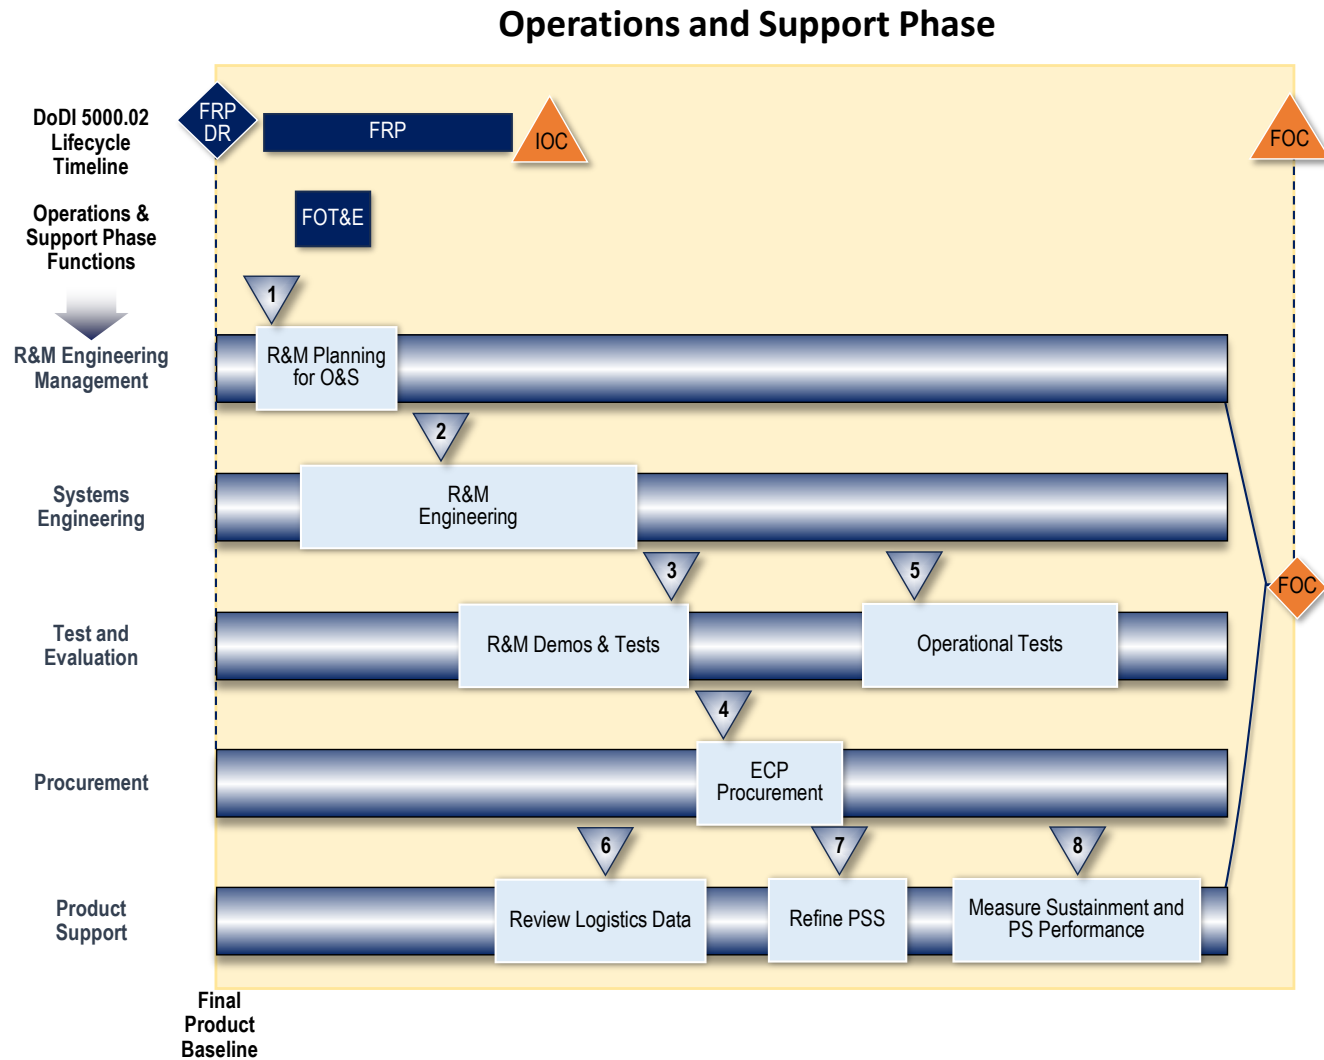 Operations and Support Phase
DoDI 5000.02
Lifecycle
Timeline
FRP
DR
FRP
IOC
FOC
Operations &
Support Phase
Functions
FOT&E
1
R&M Engineering
Management
R&M Planning
for O&S
2
Systems
Engineering
R&M
Engineering
3
5
FOC
Test and
Evaluation
R&M Demos & Tests
Operational Tests
4
Procurement
ECP
Procurement
6
7
8
Product
Support
Review Logistics Data
Refine PSS
Measure Sustainment and
PS Performance
Final
Product
Baseline